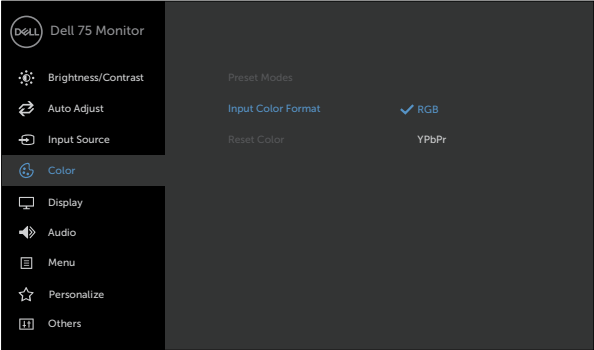 DELL Dell 75 Monitor
Brightness/Contrast
Preset Modes
Auto Adjust
Input Color Format
RGB
Input Source
Reset Color
YPbPr
Color
Display
Audio
Menu
Personalize
Others